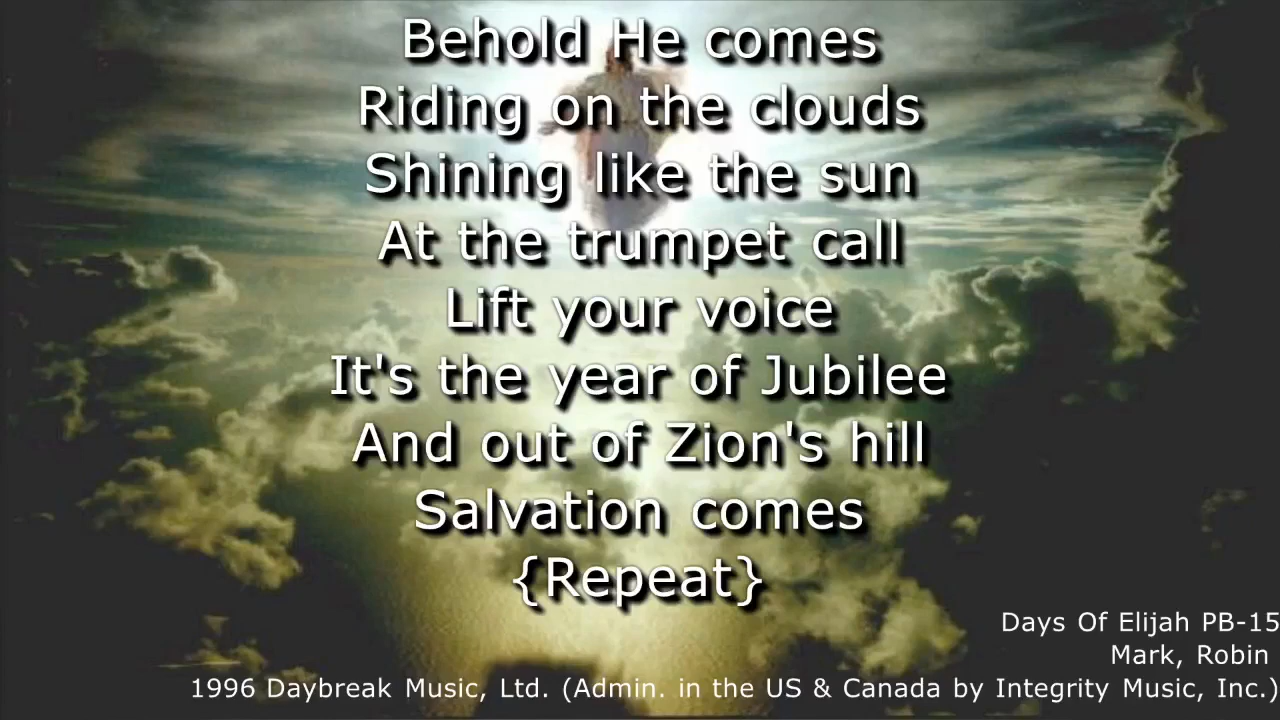 Behold He comes
Riding on the clouds
Shining like the sun
At the trumpet call
Lift your voice
It's the year of Jubilee
And out of Zion's hill
Salvation comes
{Repeat}
Days Of Elijah PB-15
Mark, Robin
1996 Daybreak Music, Ltd. (Admin. in the US & Canada by Integrity Music, Inc.)